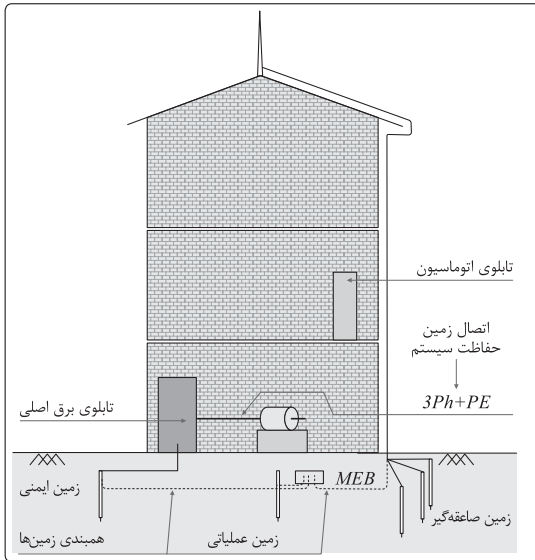 تابلوی اتوماسیون
اتصال زمین
حفاظت سیستم
3Ph+PE
تابلوی برق اصلی
MEB
زمین ایمنی
زمین صاعقه‌گیر
همبندی زمین‌ها
زمین عملیاتی